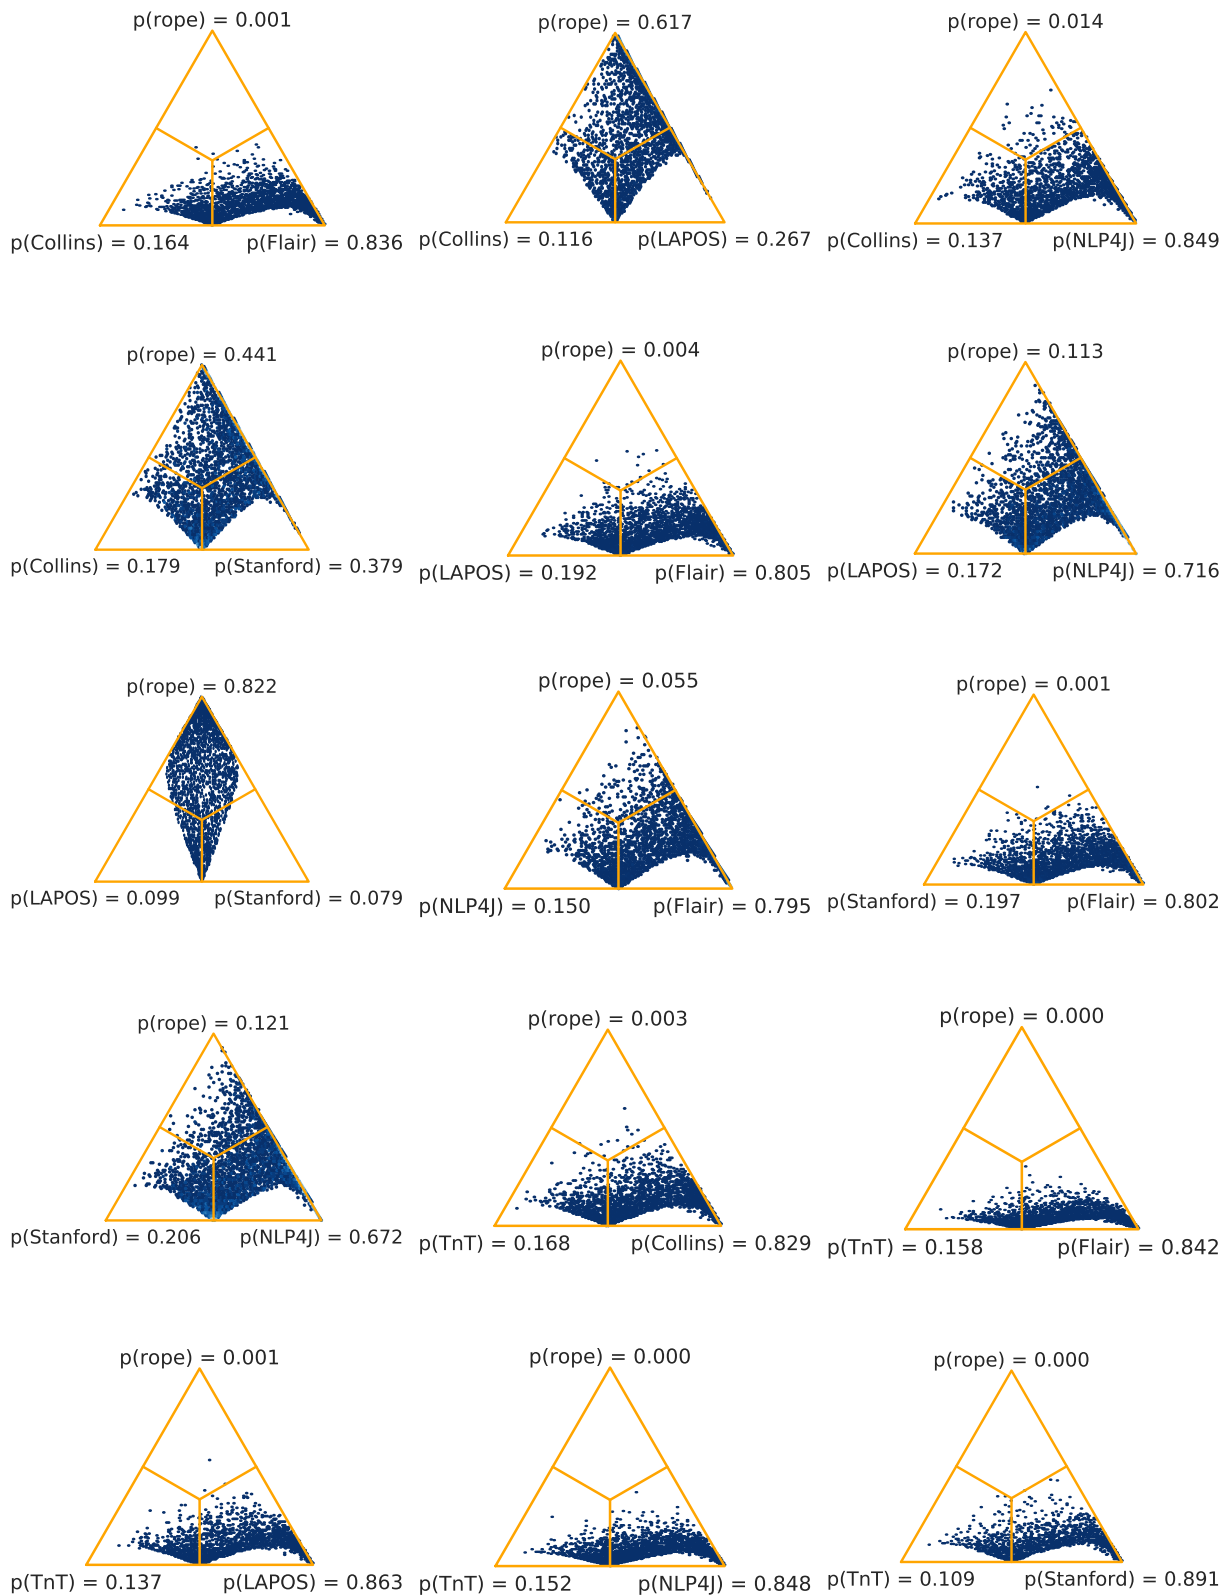 p(rope) = 0.001
p(Collins) = 0.164 p(Flair) = 0.836
p(rope) = 0.617
p(Collins) = 0.116 p(LAPOS) = 0.267
p(rope) = 0.014
p(Collins) = 0.137 p(NLP4J) = 0.849
p(rope) = 0.441
p(Collins) = 0.179 p(Stanford) = 0.379
p(rope) = 0.004
p(LAPOS) = 0.192 p(Flair) = 0.805
p(rope) = 0.113
p(LAPOS) = 0.172 p(NLP4J) = 0.716
p(rope) = 0.822
p(LAPOS) = 0.099 p(Stanford) = 0.079
p(rope) = 0.055
p(NLP4J) = 0.150 p(Flair) = 0.795
p(rope) = 0.001
p(Stanford) = 0.197 p(Flair) = 0.802
p(rope) = 0.121
p(Stanford) = 0.206 p(NLP4J) = 0.672
p(rope) = 0.003
p(TnT) = 0.168 p(Collins) = 0.829
p(rope) = 0.000
p(TnT) = 0.158 p(Flair) = 0.842
p(rope) = 0.001
p(TnT) = 0.137 p(LAPOS) = 0.863
p(rope) = 0.000
p(TnT) = 0.152 p(NLP4J) = 0.848
p(rope) = 0.000
p(TnT) = 0.109 p(Stanford) = 0.891